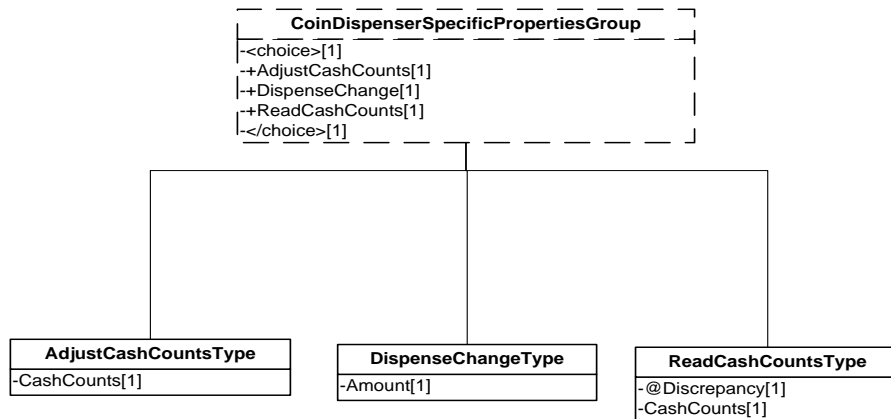 CoinDispenserSpecificPropertiesGroup
-<choice>[1]
-+AdjustCashCounts[1]
-+DispenseChange[1]
-+ReadCashCounts[1]
-</choice>[1]
AdjustCashCountsType
-CashCounts[1]
DispenseChangeType
-Amount[1]
ReadCashCountsType
-@Discrepancy[1]
-CashCounts[1]